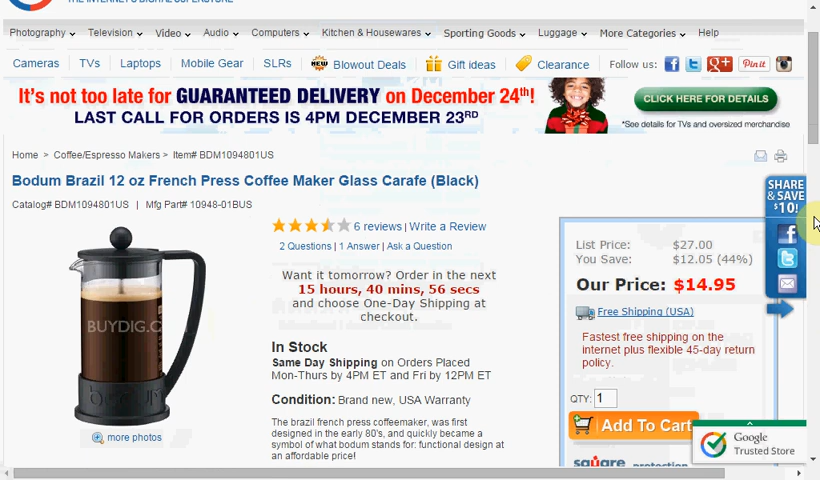 THE INTERNET'S DIGITAL SUPERSTORE
Photography Television Video Audio Computers Kitchen & Housewares Sporting Goods Luggage More Categories Help
Cameras TVs Laptops Mobile Gear SLRs NEW Blowout Deals Gift ideas Clearance Follow us: Pin it
It's not too late for GUARANTEED DELIVERY on December 24th!
LAST CALL FOR ORDERS IS 4PM DECEMBER 23RD
CLICK HERE FOR DETAILS
*See details for TVs and oversized merchandise
Home > Coffee/Espresso Makers > Item# BDM1094801US
Bodum Brazil 12 oz French Press Coffee Maker Glass Carafe (Black)
Catalog# BDM1094801US | Mfg Part# 10948-01BUS
6 reviews | Write a Review
2 Questions | 1 Answer | Ask a Question
Want it tomorrow? Order in the next
15 hours, 40 mins, 56 secs
and choose One-Day Shipping at
checkout.
In Stock
Same Day Shipping on Orders Placed
Mon-Thurs by 4PM ET and Fri by 12PM ET
Condition: Brand new, USA Warranty
The brazil french press coffeemaker, was first
designed in the early 80's, and quickly became a
symbol of what bodum stands for: functional design at
an affordable price!
BUYDIG.C
bodum
more photos
List Price: $27.00
You Save: $12.05 (44%)
Our Price: $14.95
Free Shipping (USA)
Fastest free shipping on the
internet plus flexible 45-day return
policy.
QTY: 1
Add To Cart
square protection
SHARE
& SAVE
$10!
Google
Trusted Store